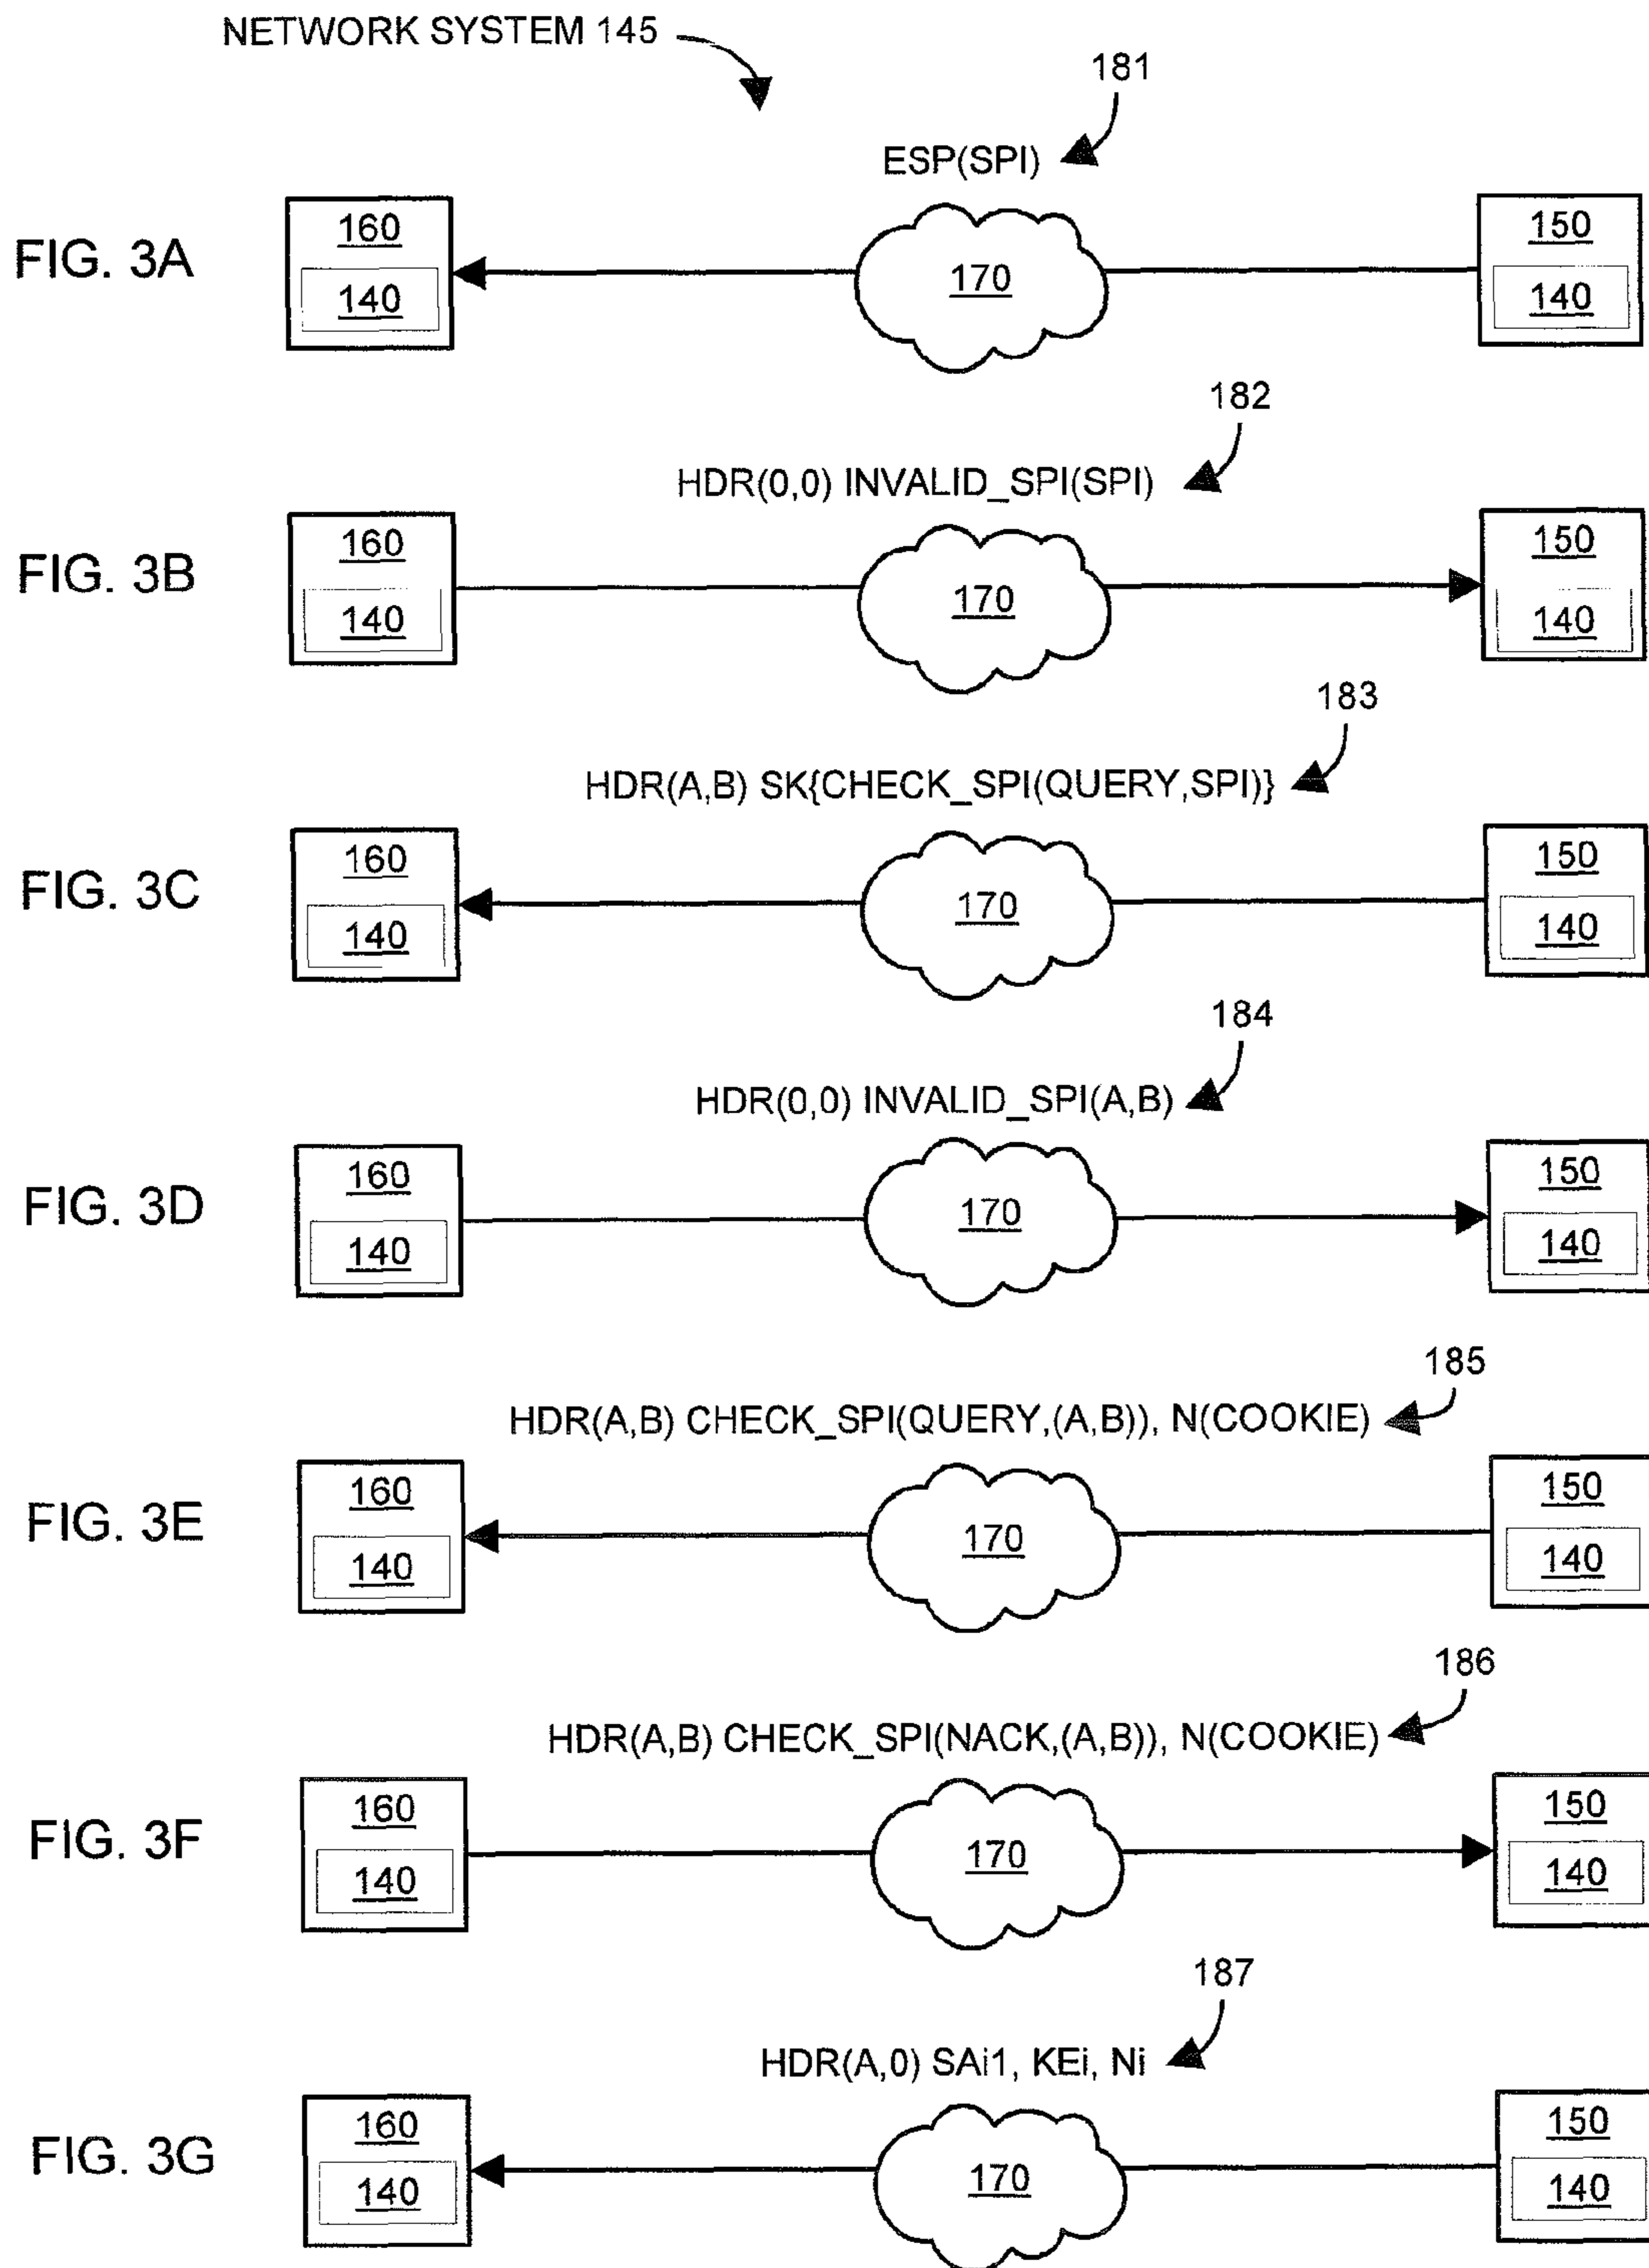 NETWORK SYSTEM 145
181
ESP(SPI)
FIG. 3A
160
140
170
150
140
182
HDR(0,0) INVALID_SPI(SPI)
FIG. 3B
160
140
170
150
140
183
HDR(A,B) SK{CHECK_SPI(QUERY,SPI)}
FIG. 3C
160
140
170
150
140
184
HDR(0,0) INVALID_SPI(A,B)
FIG. 3D
160
140
170
150
140
185
HDR(A,B) CHECK_SPI(QUERY,(A,B)), N(COOKIE)
FIG. 3E
160
140
170
150
140
186
HDR(A,B) CHECK_SPI(NACK,(A,B)), N(COOKIE)
FIG. 3F
160
140
170
150
140
187
HDR(A,0) SAi1, KEi, Ni
FIG. 3G
160
140
170
150
140